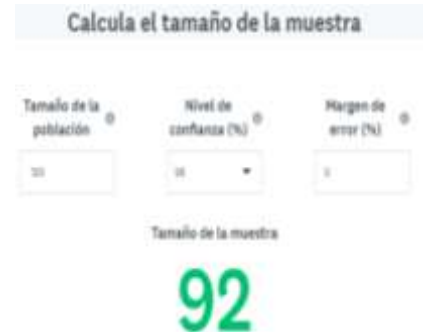 Calcula el tamaño de la muestra
Tamaño de la
población
Nivel de
confianza (%)
Margen de
error (%)
Tamaño de la muestra
92